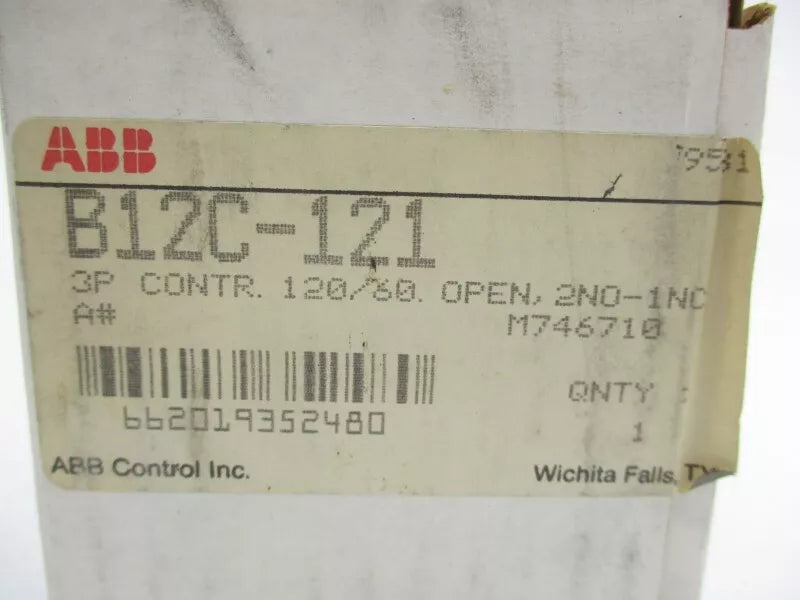 ABB
951
B12C-121
3P CONTR. 120/60. OPEN, 2NO-1NC
A#
M746710
662019352480
QNTY :
1
ABB Control Inc.
Wichita Falls, TX